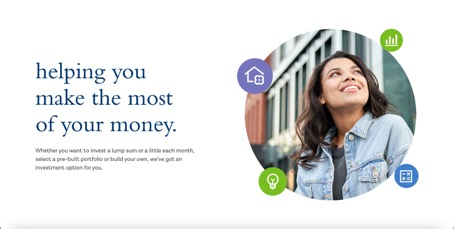 helping you
make the most
of your money.
Whether you want to invest a lump sum or a little each month,
select a pre-built portfolio or build your own, we've got an
investment option for you.